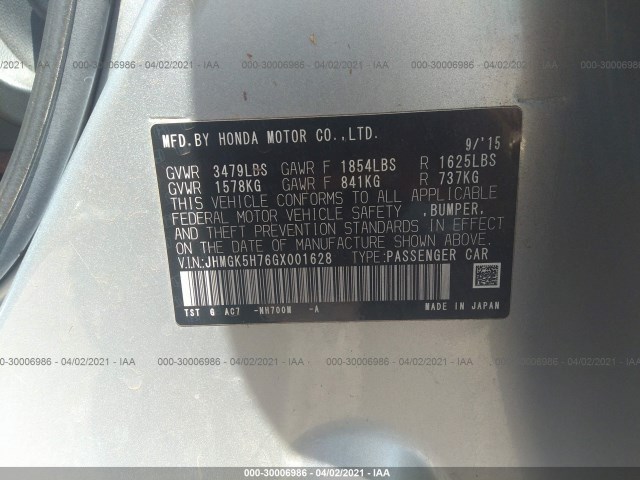 000-30006986 - 04/02/2021 - IAA
MFD.BY HONDA MOTOR CO.,LTD. 9/'15
GVWR 3479LBS GAWR F 1854LBS R 1625LBS
GVWR 1578KG GAWR F 841KG R 737KG
THIS VEHICLE CONFORMS TO ALL APPLICABLE
FEDERAL MOTOR VEHICLE SAFETY ,BUMPER,
AND THEFT PREVENTION STANDARDS IN EFFECT
ON THE DATE OF MANUFACTURE SHOWN ABOVE.
V.I.N:JHMGK5H76GX001628 TYPE:PASSENGER CAR
TST G AC7 -NH700M -A MADE IN JAPAN
000-30006986 - 04/02/2021 - IAA
000-30006986 - 04/02/2021 - IAA